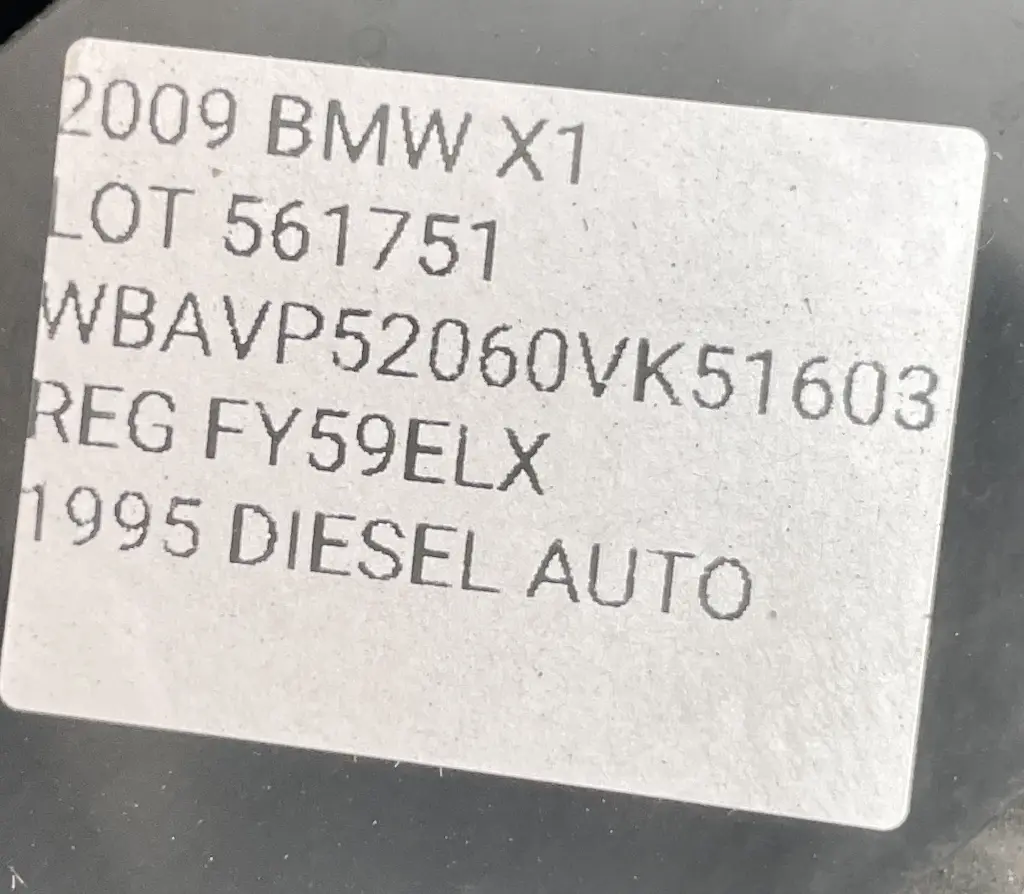 2009 BMW X1
LOT 561751
WBAVP52060VK51603
REG FY59ELX
1995 DIESEL AUTO